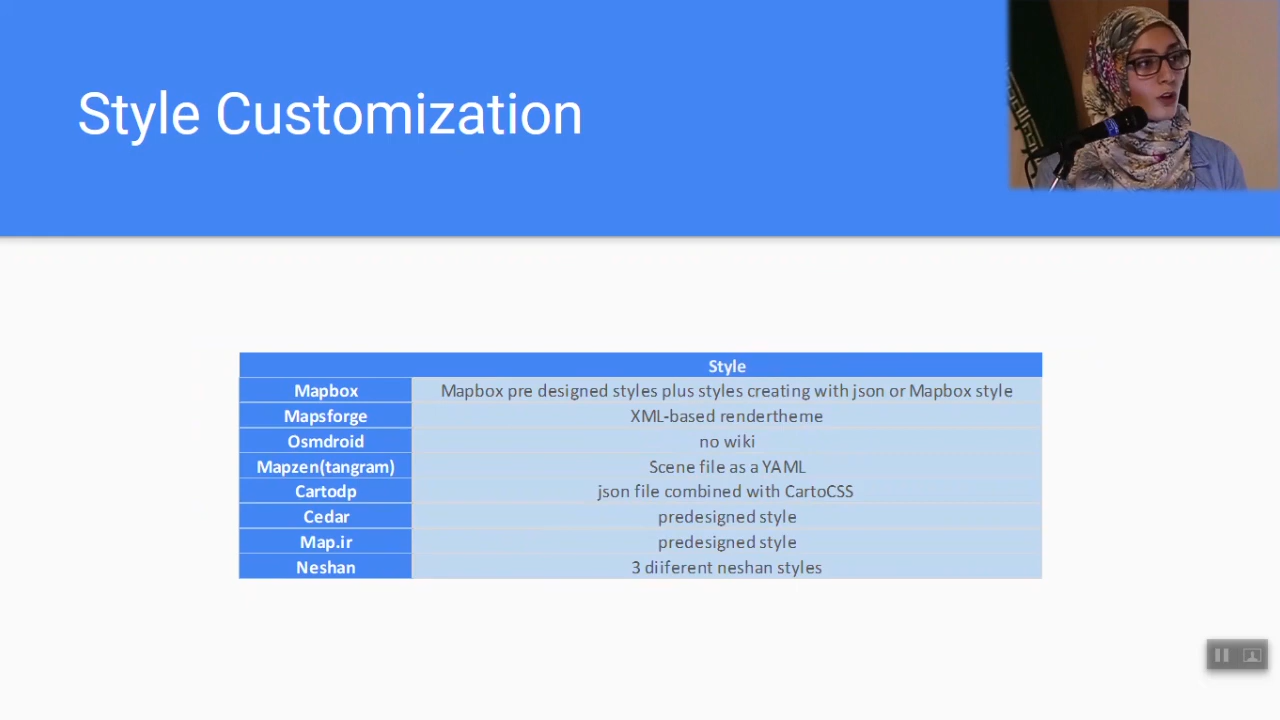 Style Customization
Style
Mapbox Mapbox pre designed styles plus styles creating with json or Mapbox style
Mapsforge XML-based rendertheme
Osmdroid no wiki
Mapzen(tangram) Scene file as a YAML
Cartodp json file combined with CartoCSS
Cedar predesigned style
Map.ir predesigned style
Neshan 3 diiferent neshan styles